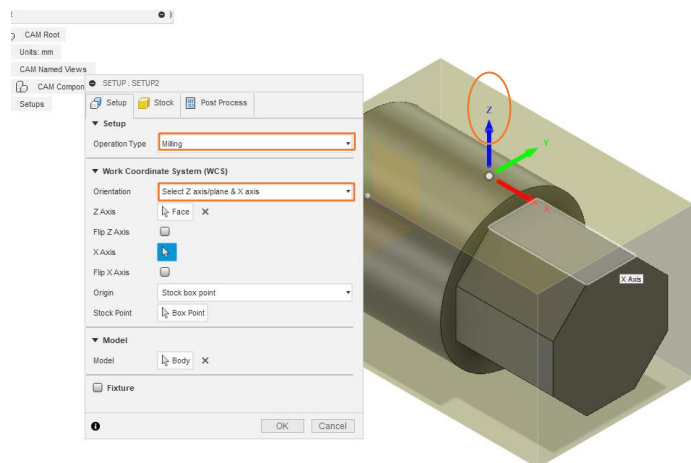 CAM Root
Units: mm
CAM Named Views
CAM Compon
Setups
SETUP : SETUP2
Setup Stock Post Process
Setup
Operation Type Milling
Work Coordinate System (WCS)
Orientation Select Z axis/plane & X axis
Z Axis Face
Flip Z Axis
X Axis
Flip X Axis
Origin Stock box point
Stock Point Box Point
Model
Model Body
Fixture
OK Cancel
Z
Y
X
X Axis